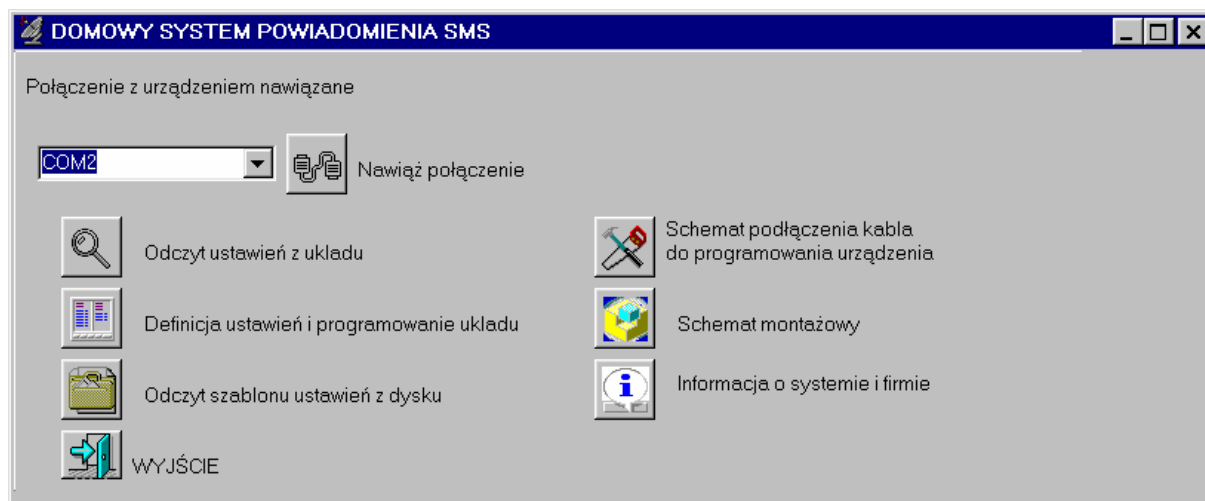 DOMOWY SYSTEM POWIADOMIENIA SMS
Połączenie z urządzeniem nawiązane
COM2
Nawiąż połączenie
Odczyt ustawień z ukladu
Definicja ustawień i programowanie ukladu
Odczyt szablonu ustawień z dysku
WYJŚCIE
Schemat podłączenia kabla
do programowania urządzenia
Schemat montażowy
Informacja o systemie i firmie